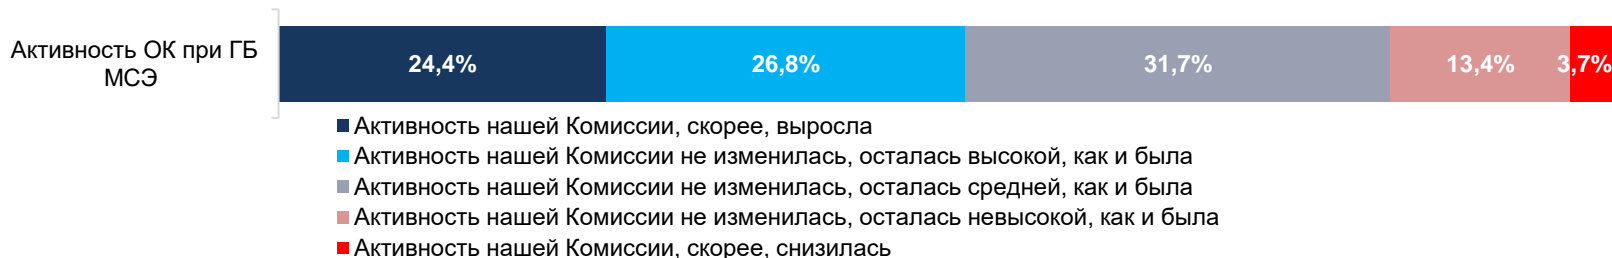 Активность ОК при ГБ
МСЭ
24,4%
26,8%
31,7%
13,4%
3,7%
Активность нашей Комиссии, скорее, выросла
Активность нашей Комиссии не изменилась, осталась высокой, как и была
Активность нашей Комиссии не изменилась, осталась средней, как и была
Активность нашей Комиссии не изменилась, осталась невысокой, как и была
Активность нашей Комиссии, скорее, снизилась